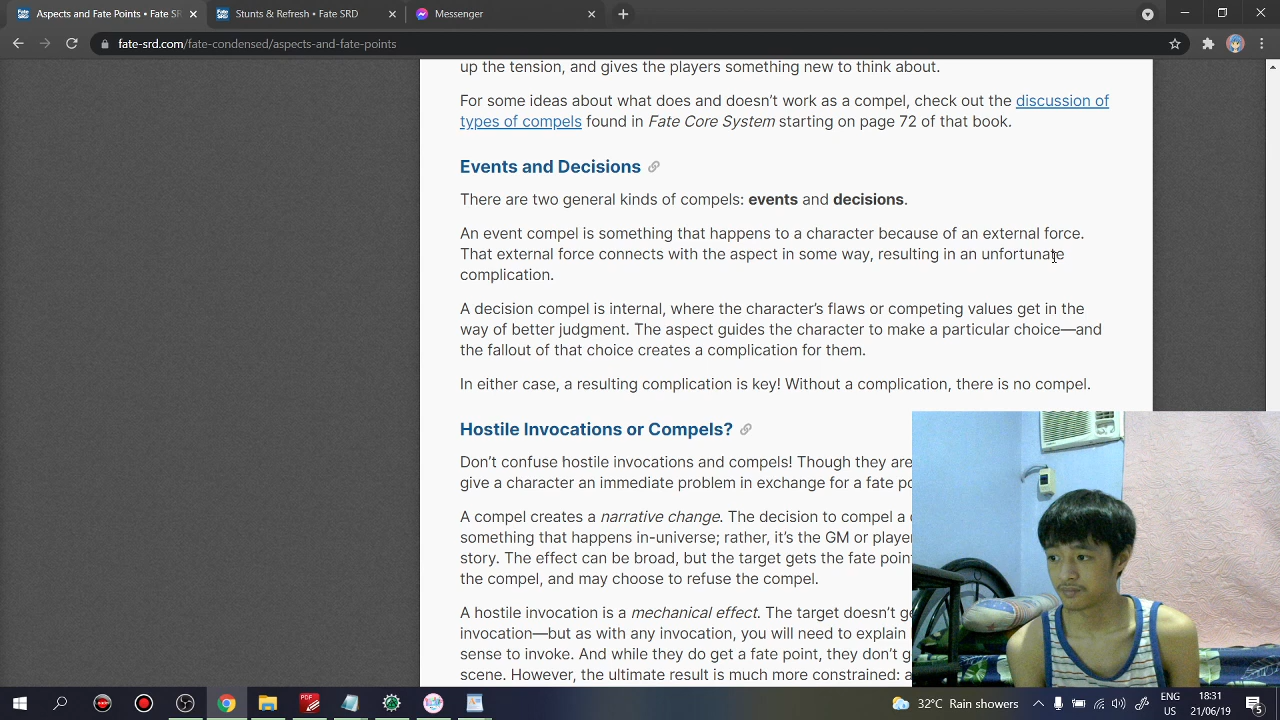 Aspects and Fate Points • Fate SR
Stunts & Refresh • Fate SRD
Messenger
fate-srd.com/fate-condensed/aspects-and-fate-points
up the tension, and gives the players something new to think about.
For some ideas about what does and doesn't work as a compel, check out the discussion of
types of compels found in Fate Core System starting on page 72 of that book.
Events and Decisions
There are two general kinds of compels: events and decisions.
An event compel is something that happens to a character because of an external force.
That external force connects with the aspect in some way, resulting in an unfortunate
complication.
A decision compel is internal, where the character's flaws or competing values get in the
way of better judgment. The aspect guides the character to make a particular choice—and
the fallout of that choice creates a complication for them.
In either case, a resulting complication is key! Without a complication, there is no compel.
Hostile Invocations or Compels?
Don't confuse hostile invocations and compels! Though they are
give a character an immediate problem in exchange for a fate po
A compel creates a narrative change. The decision to compel a
something that happens in-universe; rather, it's the GM or player
story. The effect can be broad, but the target gets the fate poin
the compel, and may choose to refuse the compel.
A hostile invocation is a mechanical effect. The target doesn't ge
invocation—but as with any invocation, you will need to explain
sense to invoke. And while they do get a fate point, they don't g
scene. However, the ultimate result is much more constrained: a
32°C Rain showers
ENG
US
18:31
21/06/19
5